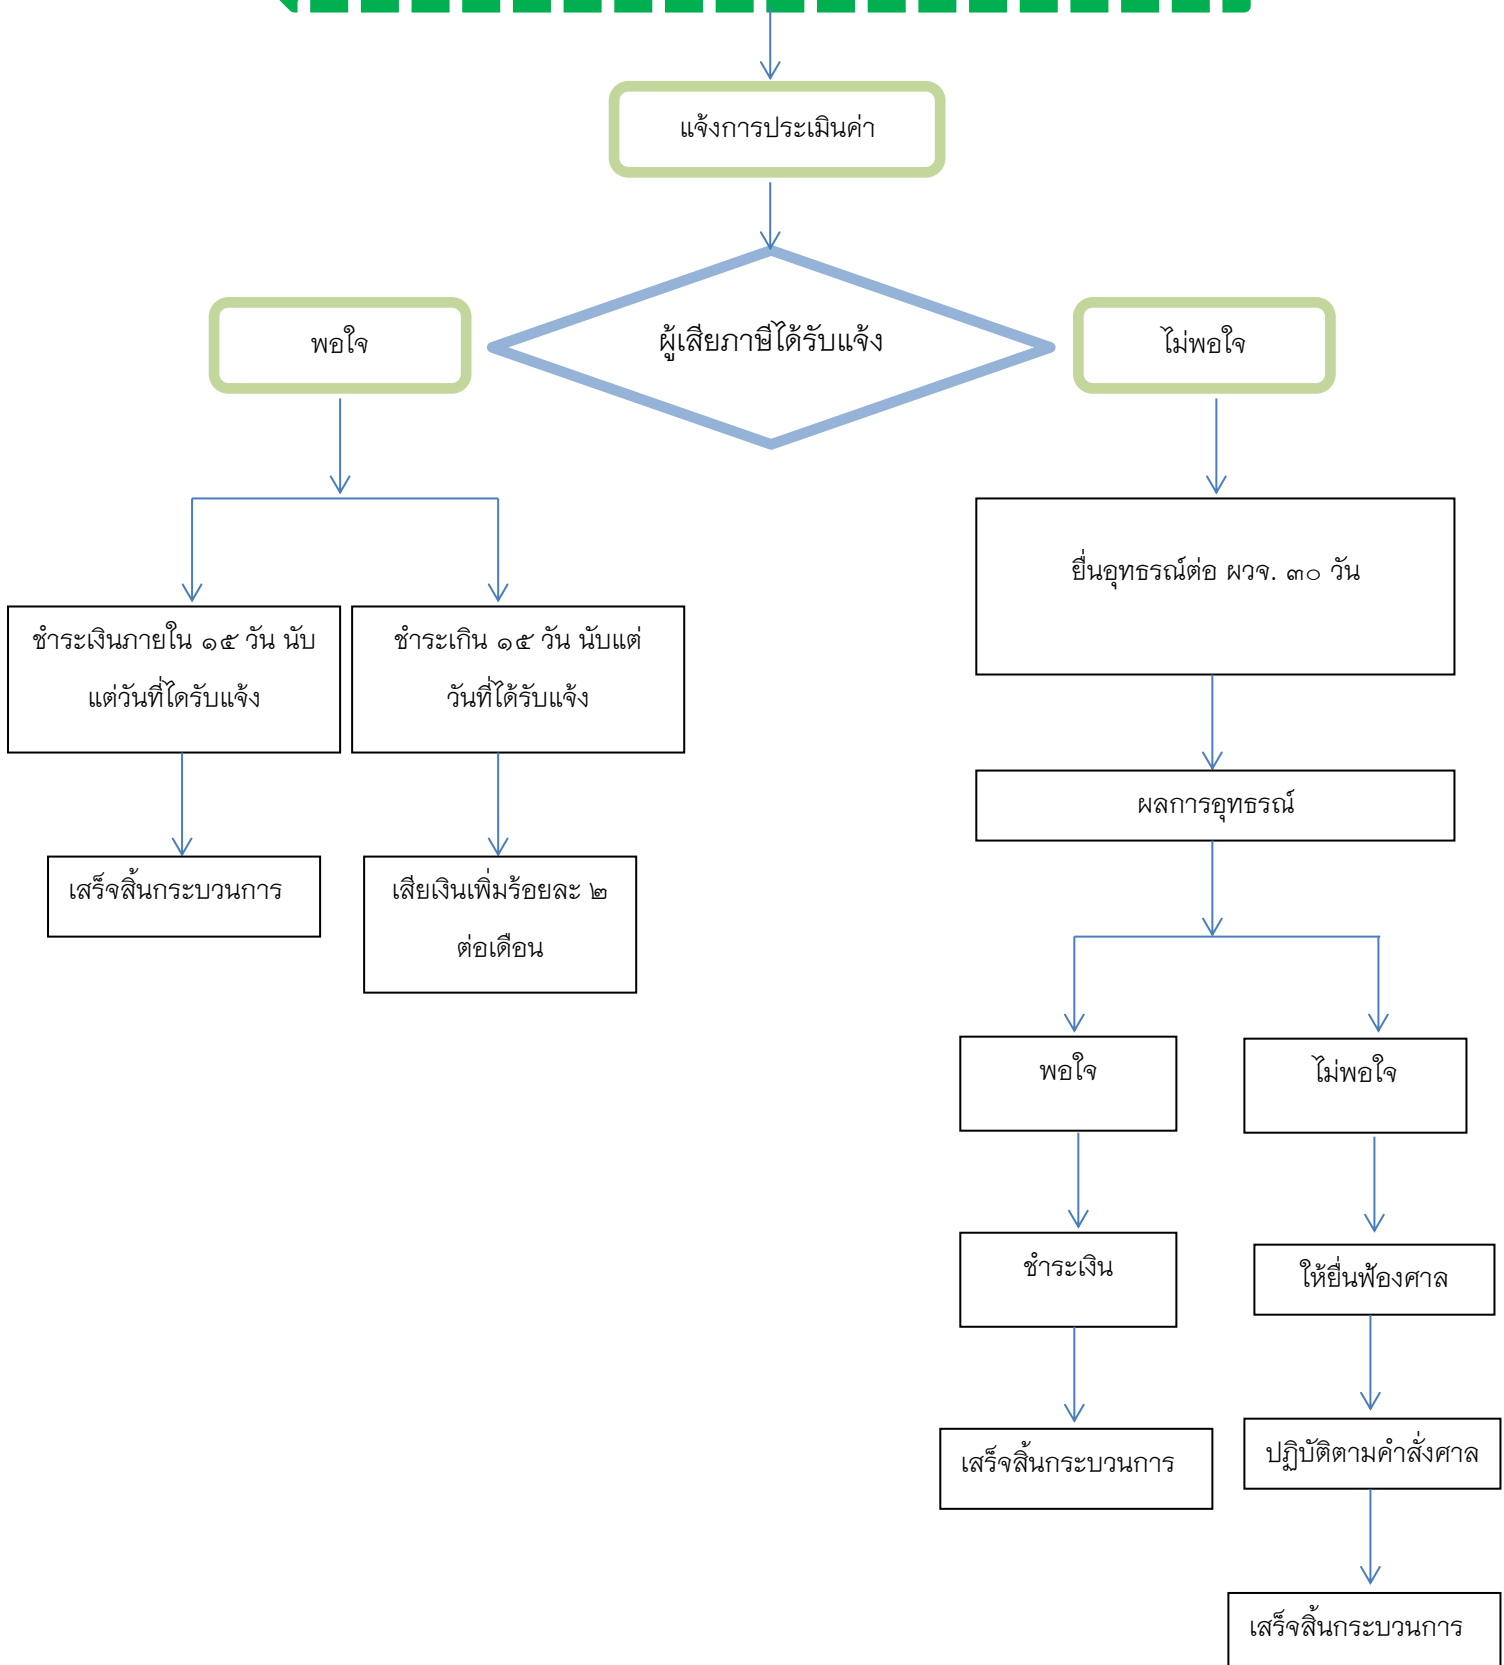 แจ้งการประเมินค่า
พอใจ
ผู้เสียภาษีได้รับแจ้ง
ไม่พอใจ
ยื่นอุทธรณ์ต่อ ผวจ. ๓๐ วัน
ชำระเงินภายใน ๑๕ วัน นับ
แต่วันที่ไดรับแจ้ง
ชำระเกิน ๑๕ วัน นับแต่
วันที่ได้รับแจ้ง
ผลการอุทธรณ์
เสร็จสิ้นกระบวนการ
เสียเงินเพิ่มร้อยละ ๒
ต่อเดือน
พอใจ
ไม่พอใจ
ชำระเงิน
ให้ยื่นฟ้องศาล
เสร็จสิ้นกระบวนการ
ปฏิบัติตามคำสั่งศาล
เสร็จสิ้นกระบวนการ